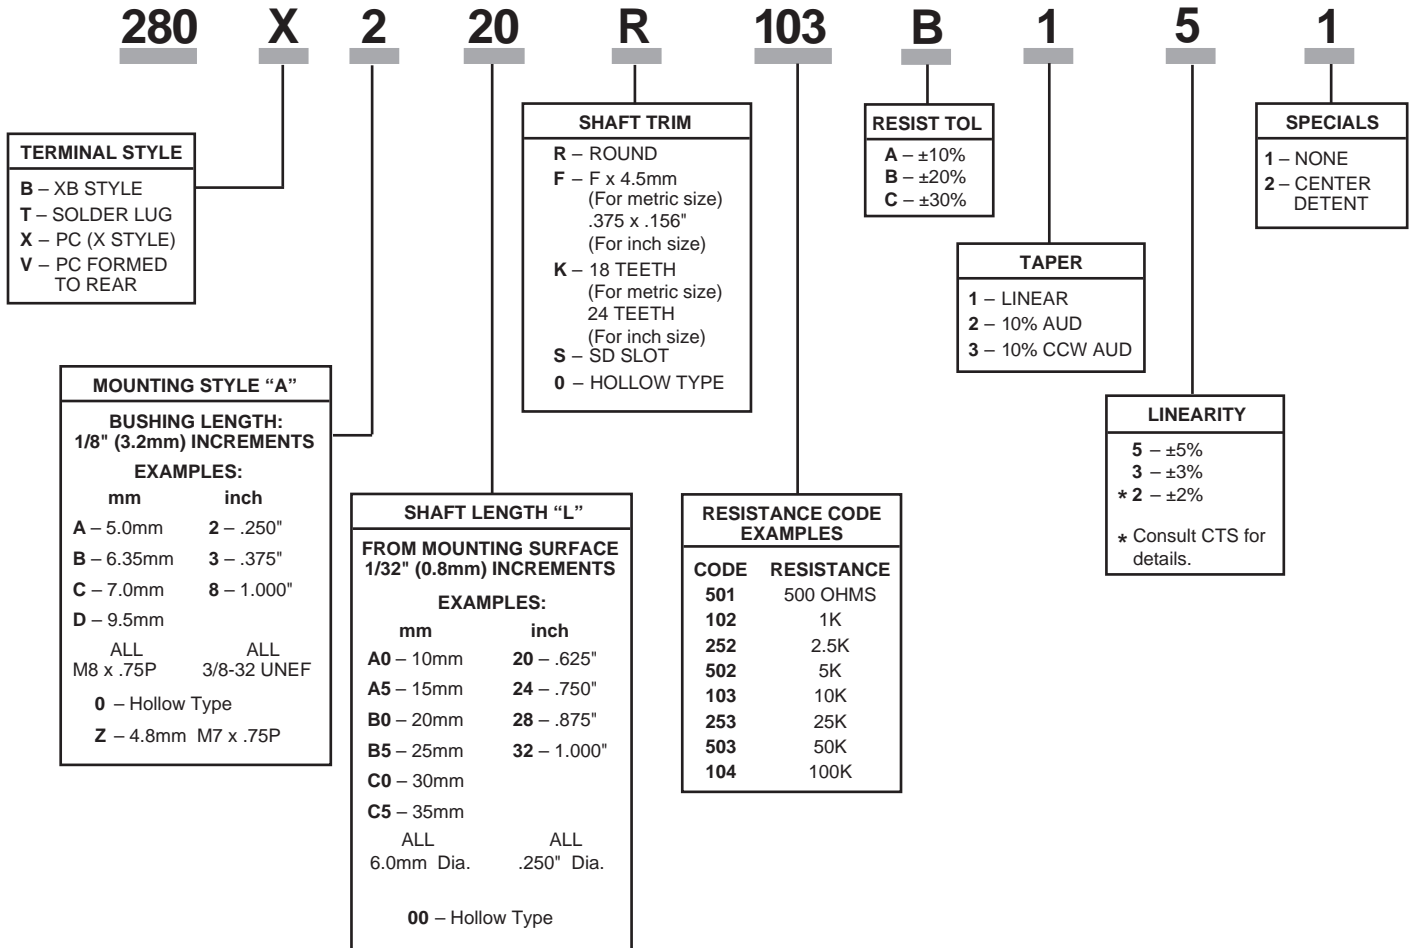 280 X 2 20 R 103 B 1 5 1
TERMINAL STYLE
B – XB STYLE
T – SOLDER LUG
X – PC (X STYLE)
V – PC FORMED
TO REAR
MOUNTING STYLE “A”
BUSHING LENGTH:
1/8" (3.2mm) INCREMENTS
EXAMPLES:
mm inch
A – 5.0mm 2 – .250"
B – 6.35mm 3 – .375"
C – 7.0mm 8 – 1.000"
D – 9.5mm
ALL ALL
M8 x .75P 3/8-32 UNEF
0 – Hollow Type
Z – 4.8mm M7 x .75P
SHAFT LENGTH “L”
FROM MOUNTING SURFACE
1/32" (0.8mm) INCREMENTS
EXAMPLES:
mm inch
A0 – 10mm 20 – .625"
A5 – 15mm 24 – .750"
B0 – 20mm 28 – .875"
B5 – 25mm 32 – 1.000"
C0 – 30mm
C5 – 35mm
ALL ALL
6.0mm Dia. .250" Dia.
00 – Hollow Type
SHAFT TRIM
R – ROUND
F – F x 4.5mm
(For metric size)
.375 x .156"
(For inch size)
K – 18 TEETH
(For metric size)
24 TEETH
(For inch size)
S – SD SLOT
0 – HOLLOW TYPE
RESISTANCE CODE
EXAMPLES
CODE RESISTANCE
501 500 OHMS
102 1K
252 2.5K
502 5K
103 10K
253 25K
503 50K
104 100K
RESIST TOL
A – ±10%
B – ±20%
C – ±30%
TAPER
1 – LINEAR
2 – 10% AUD
3 – 10% CCW AUD
LINEARITY
5 – ±5%
3 – ±3%
* 2 – ±2%
* Consult CTS for
details.
SPECIALS
1 – NONE
2 – CENTER
DETENT